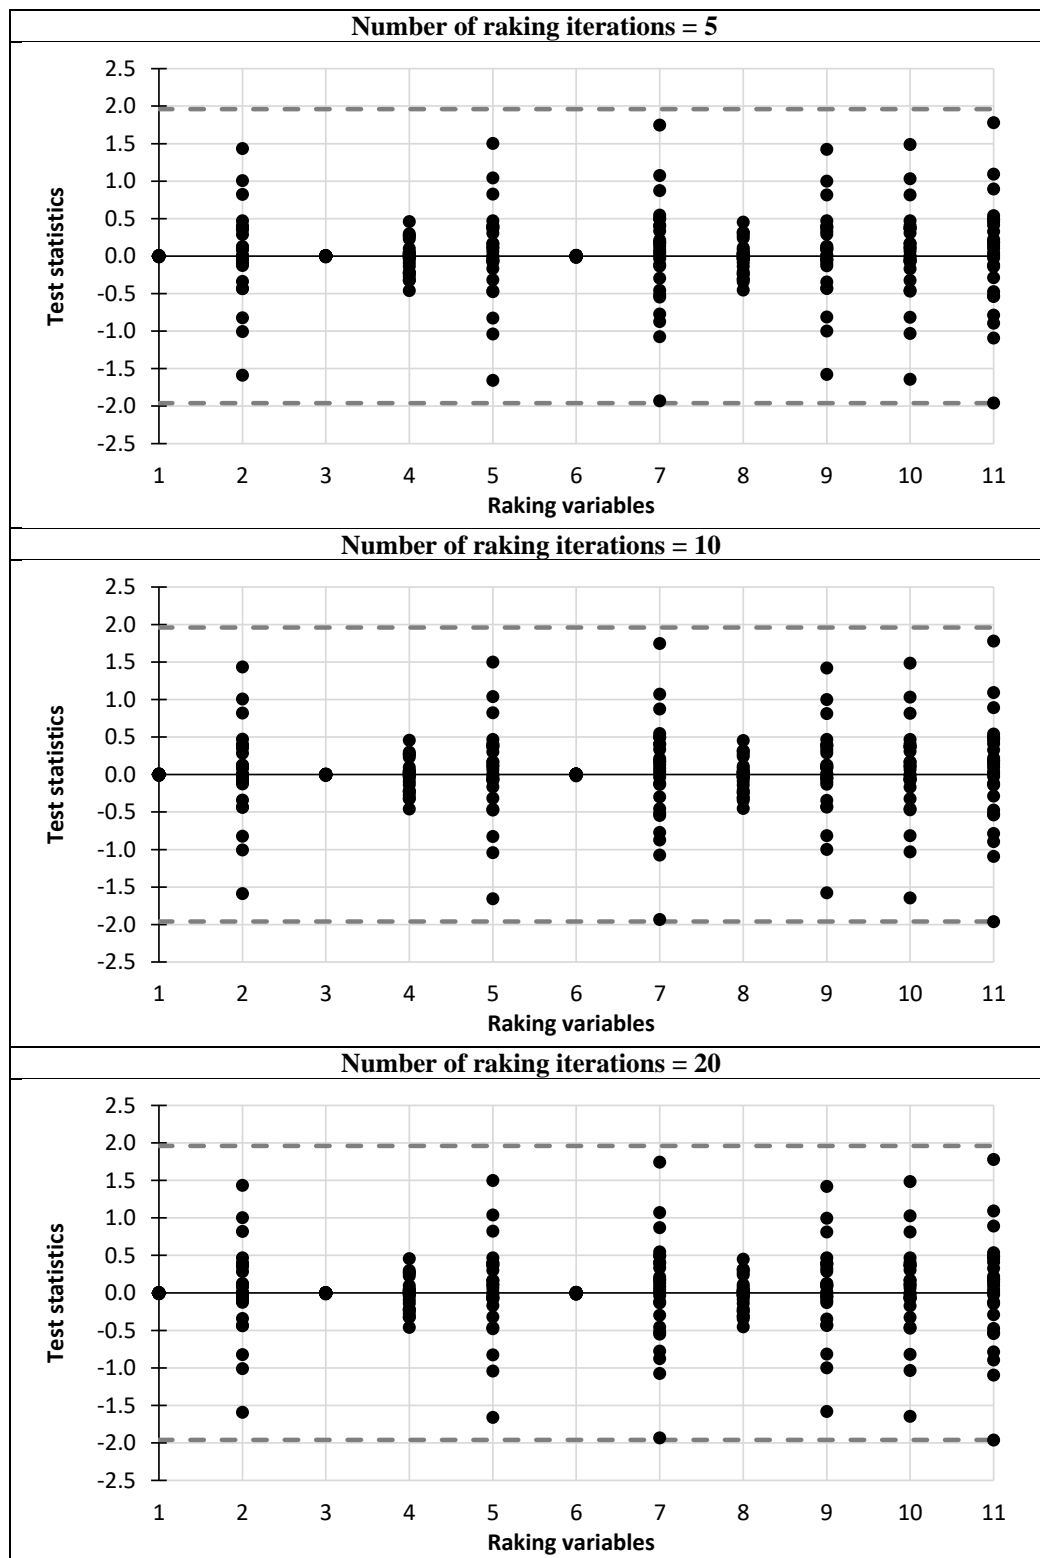 Number of raking iterations = 5
2.5
2.0
1.5
1.0
0.5
0.0
-0.5
-1.0
-1.5
-2.0
-2.5
Test statistics
1 2 3 4 5 6 7 8 9 10 11
Raking variables
Number of raking iterations = 10
2.5
2.0
1.5
1.0
0.5
0.0
-0.5
-1.0
-1.5
-2.0
-2.5
Test statistics
1 2 3 4 5 6 7 8 9 10 11
Raking variables
Number of raking iterations = 20
2.5
2.0
1.5
1.0
0.5
0.0
-0.5
-1.0
-1.5
-2.0
-2.5
Test statistics
1 2 3 4 5 6 7 8 9 10 11
Raking variables